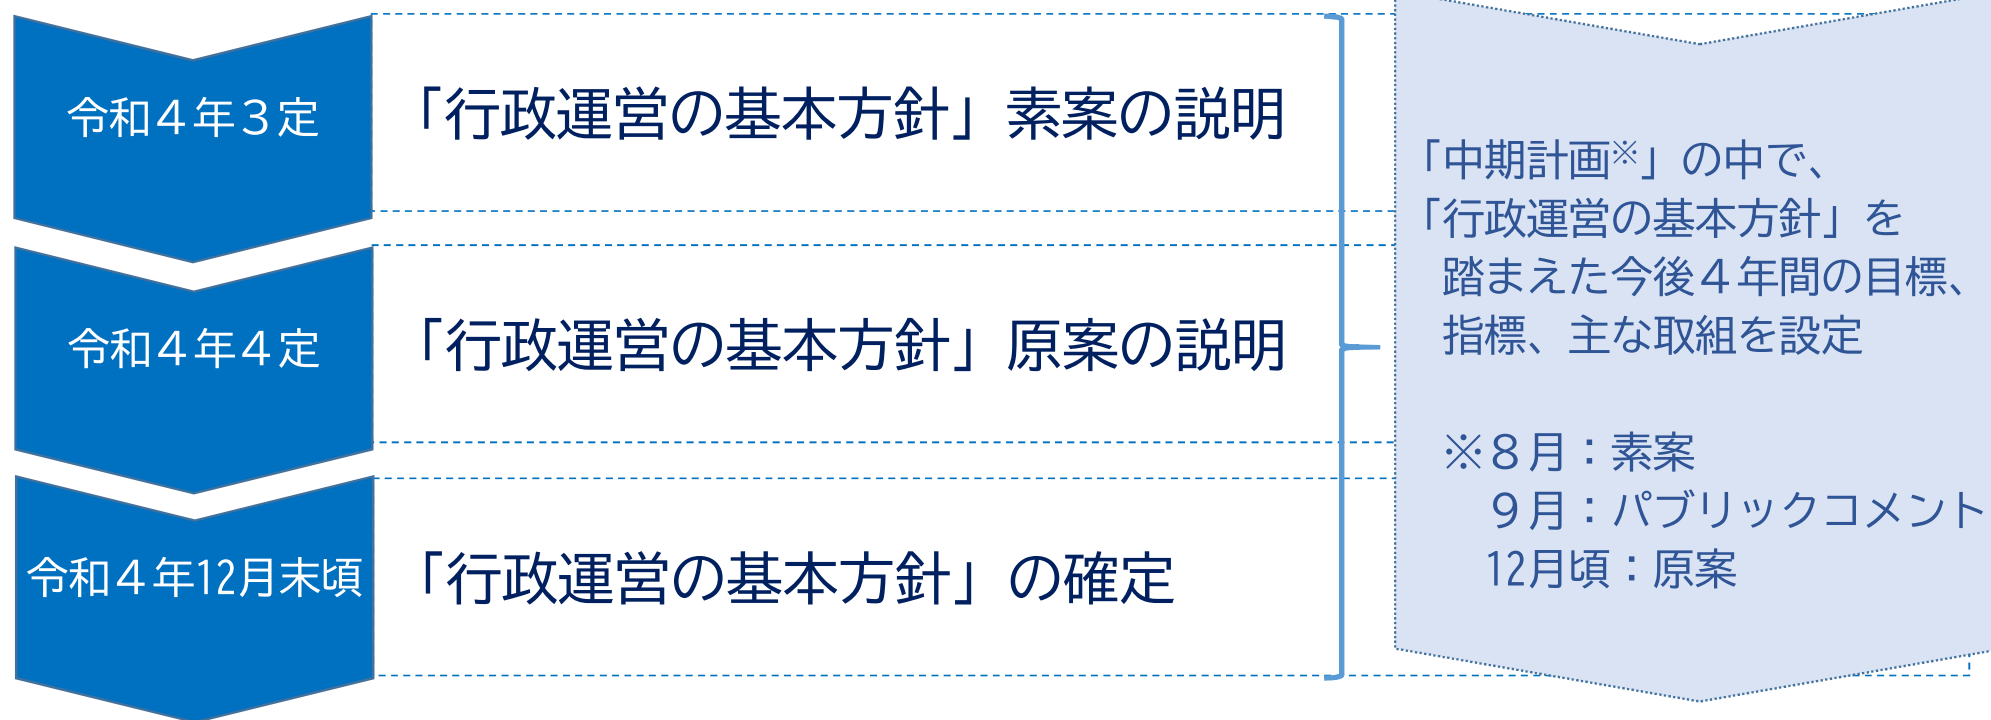 令和４年３定
「行政運営の基本方針」素案の説明
令和４年４定
「行政運営の基本方針」原案の説明
令和４年12月末頃
「行政運営の基本方針」の確定
「中期計画※」の中で、
「行政運営の基本方針」を
踏まえた今後４年間の目標、
指標、主な取組を設定
※８月：素案
９月：パブリックコメント
12月頃：原案